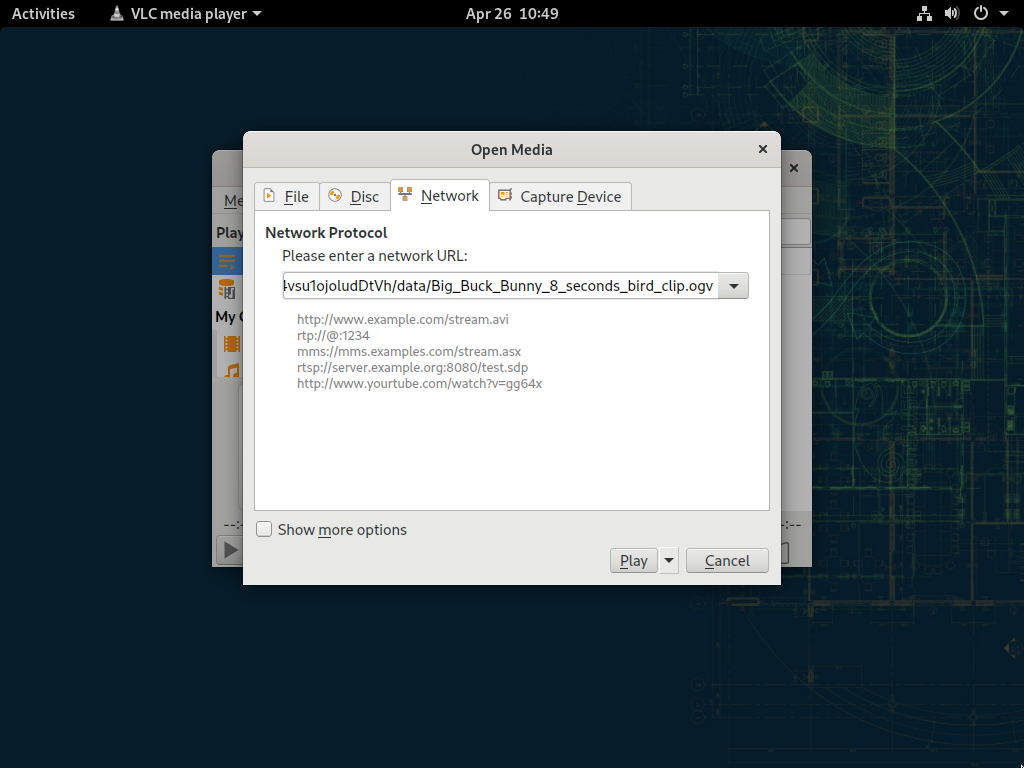 Activities VLC media player Apr 26 10:49
Open Media
File Disc Network Capture Device
Network Protocol
Please enter a network URL:
vsu1ojoludDtVh/data/Big_Buck_Bunny_8_seconds_bird_clip.ogv
http://www.example.com/stream.avi
rtp://@:1234
mms://mms.examples.com/stream.asx
rtsp://server.example.org:8080/test.sdp
http://www.yourtube.com/watch?v=gg64x
Show more options
Play Cancel
Me
Play
My C
--:
:--